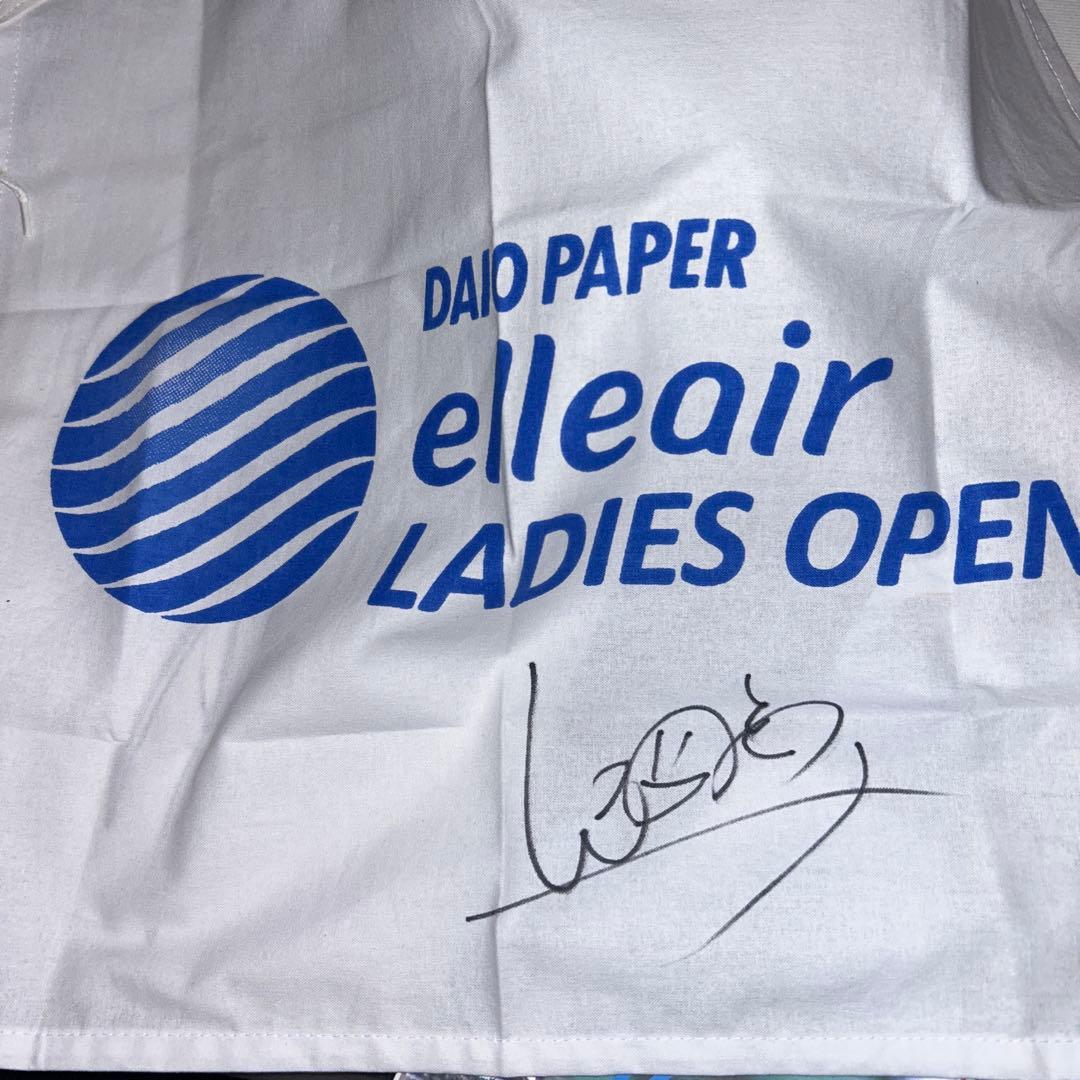 DAIO PAPER
elleair
LADIES OPEN